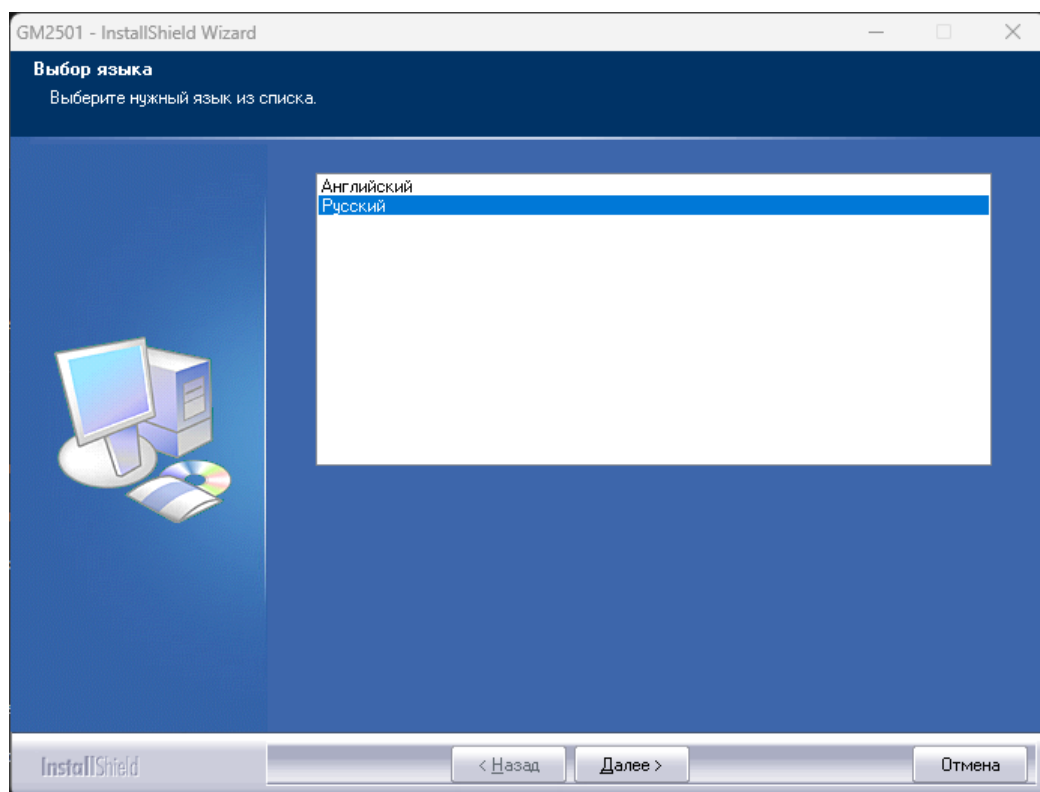 GM2501 - InstallShield Wizard
Выбор языка
Выберите нужный язык из списка.
Английский
Русский
InstallShield
< Назад
Далее >
Отмена